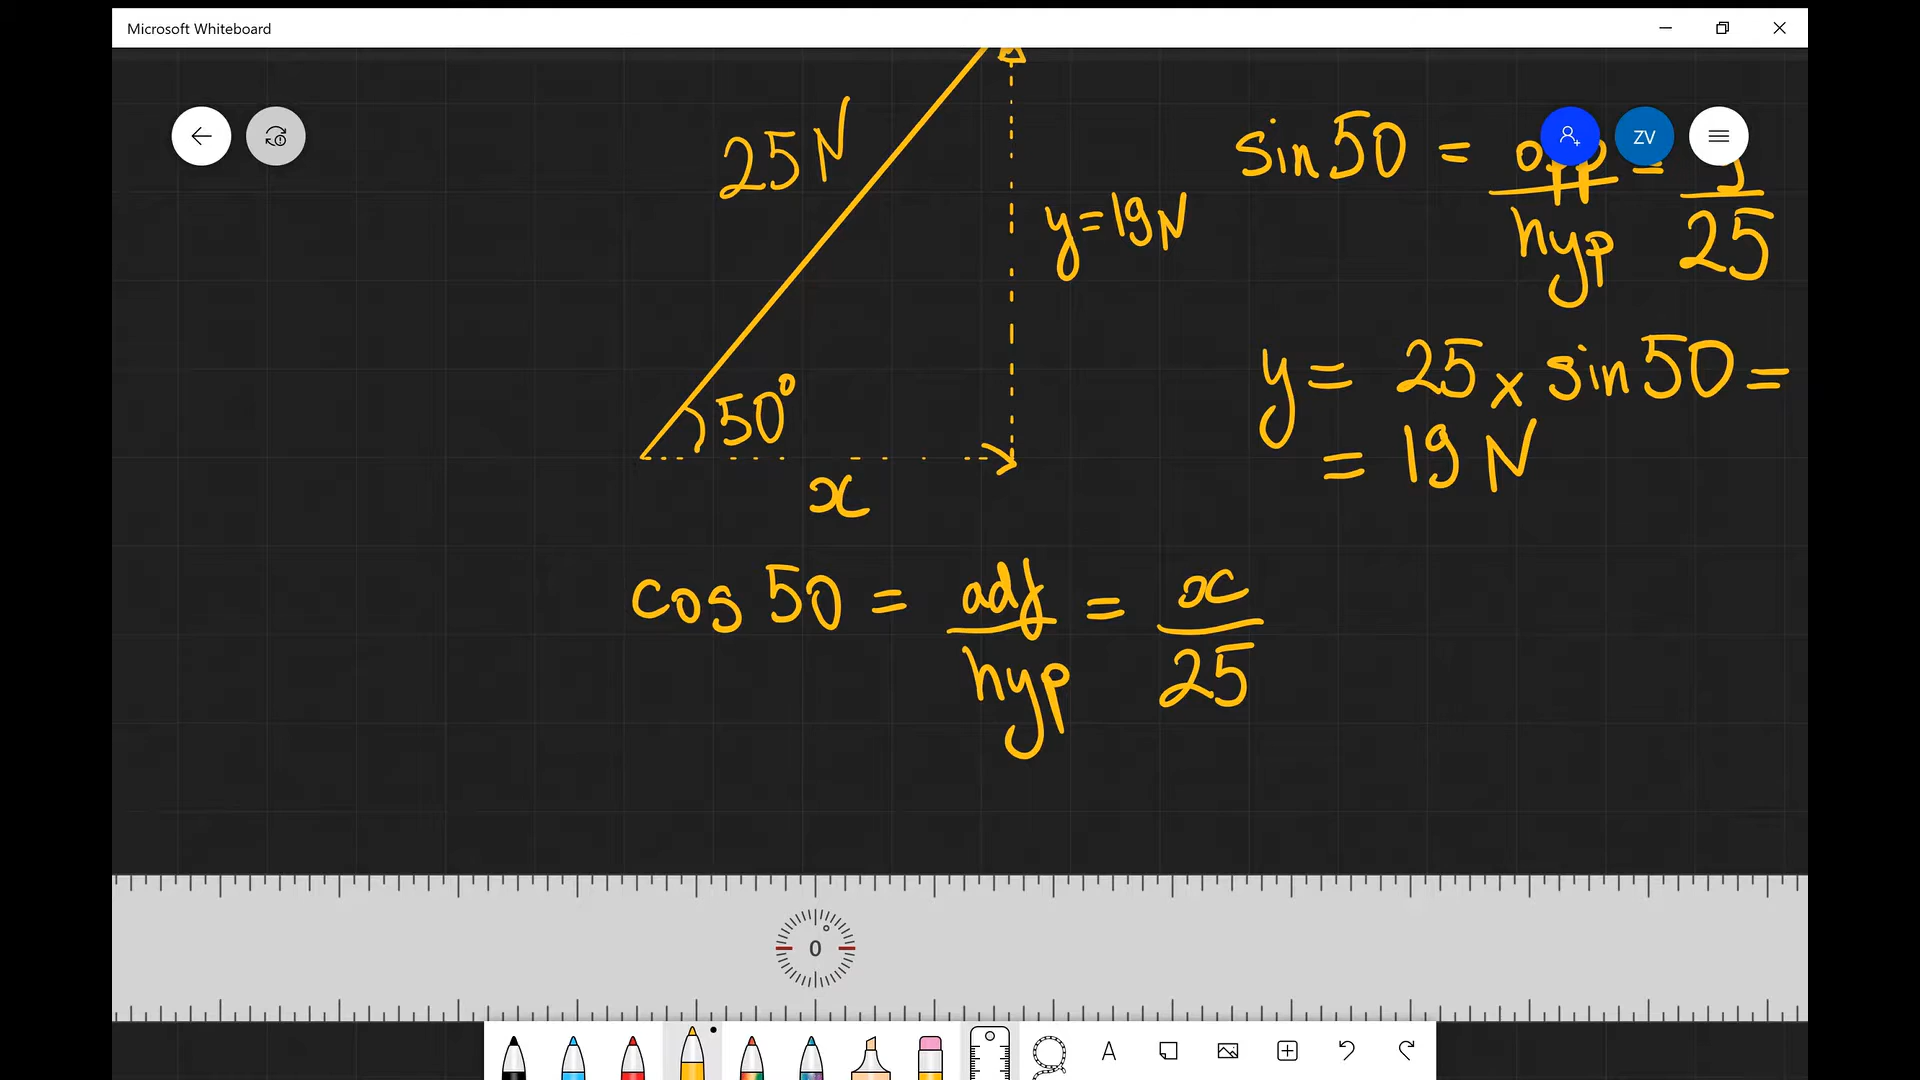 Microsoft Whiteboard
25N
sin 50 = opp/hyp = y/25
ZV
y=19N
y = 25 x sin 50 =
= 19 N
50°
x
cos 50 = adj/hyp = x/25
0
A